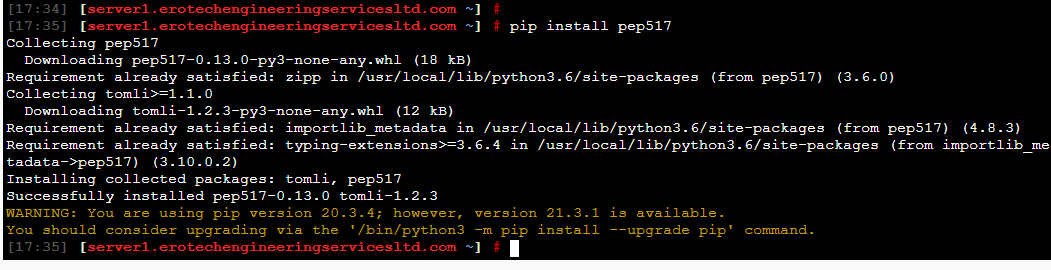 [17:34] [server1.erotechengineeringservicesltd.com ~] #
[17:35] [server1.erotechengineeringservicesltd.com ~] # pip install pep517
Collecting pep517
  Downloading pep517-0.13.0-py3-none-any.whl (18 kB)
Requirement already satisfied: zipp in /usr/local/lib/python3.6/site-packages (from pep517) (3.6.0)
Collecting tomli>=1.1.0
  Downloading tomli-1.2.3-py3-none-any.whl (12 kB)
Requirement already satisfied: importlib_metadata in /usr/local/lib/python3.6/site-packages (from pep517) (4.8.3)
Requirement already satisfied: typing-extensions>=3.6.4 in /usr/local/lib/python3.6/site-packages (from importlib_me
tadata->pep517) (3.10.0.2)
Installing collected packages: tomli, pep517
Successfully installed pep517-0.13.0 tomli-1.2.3
WARNING: You are using pip version 20.3.4; however, version 21.3.1 is available.
You should consider upgrading via the '/bin/python3 -m pip install --upgrade pip' command.
[17:35] [server1.erotechengineeringservicesltd.com ~] #